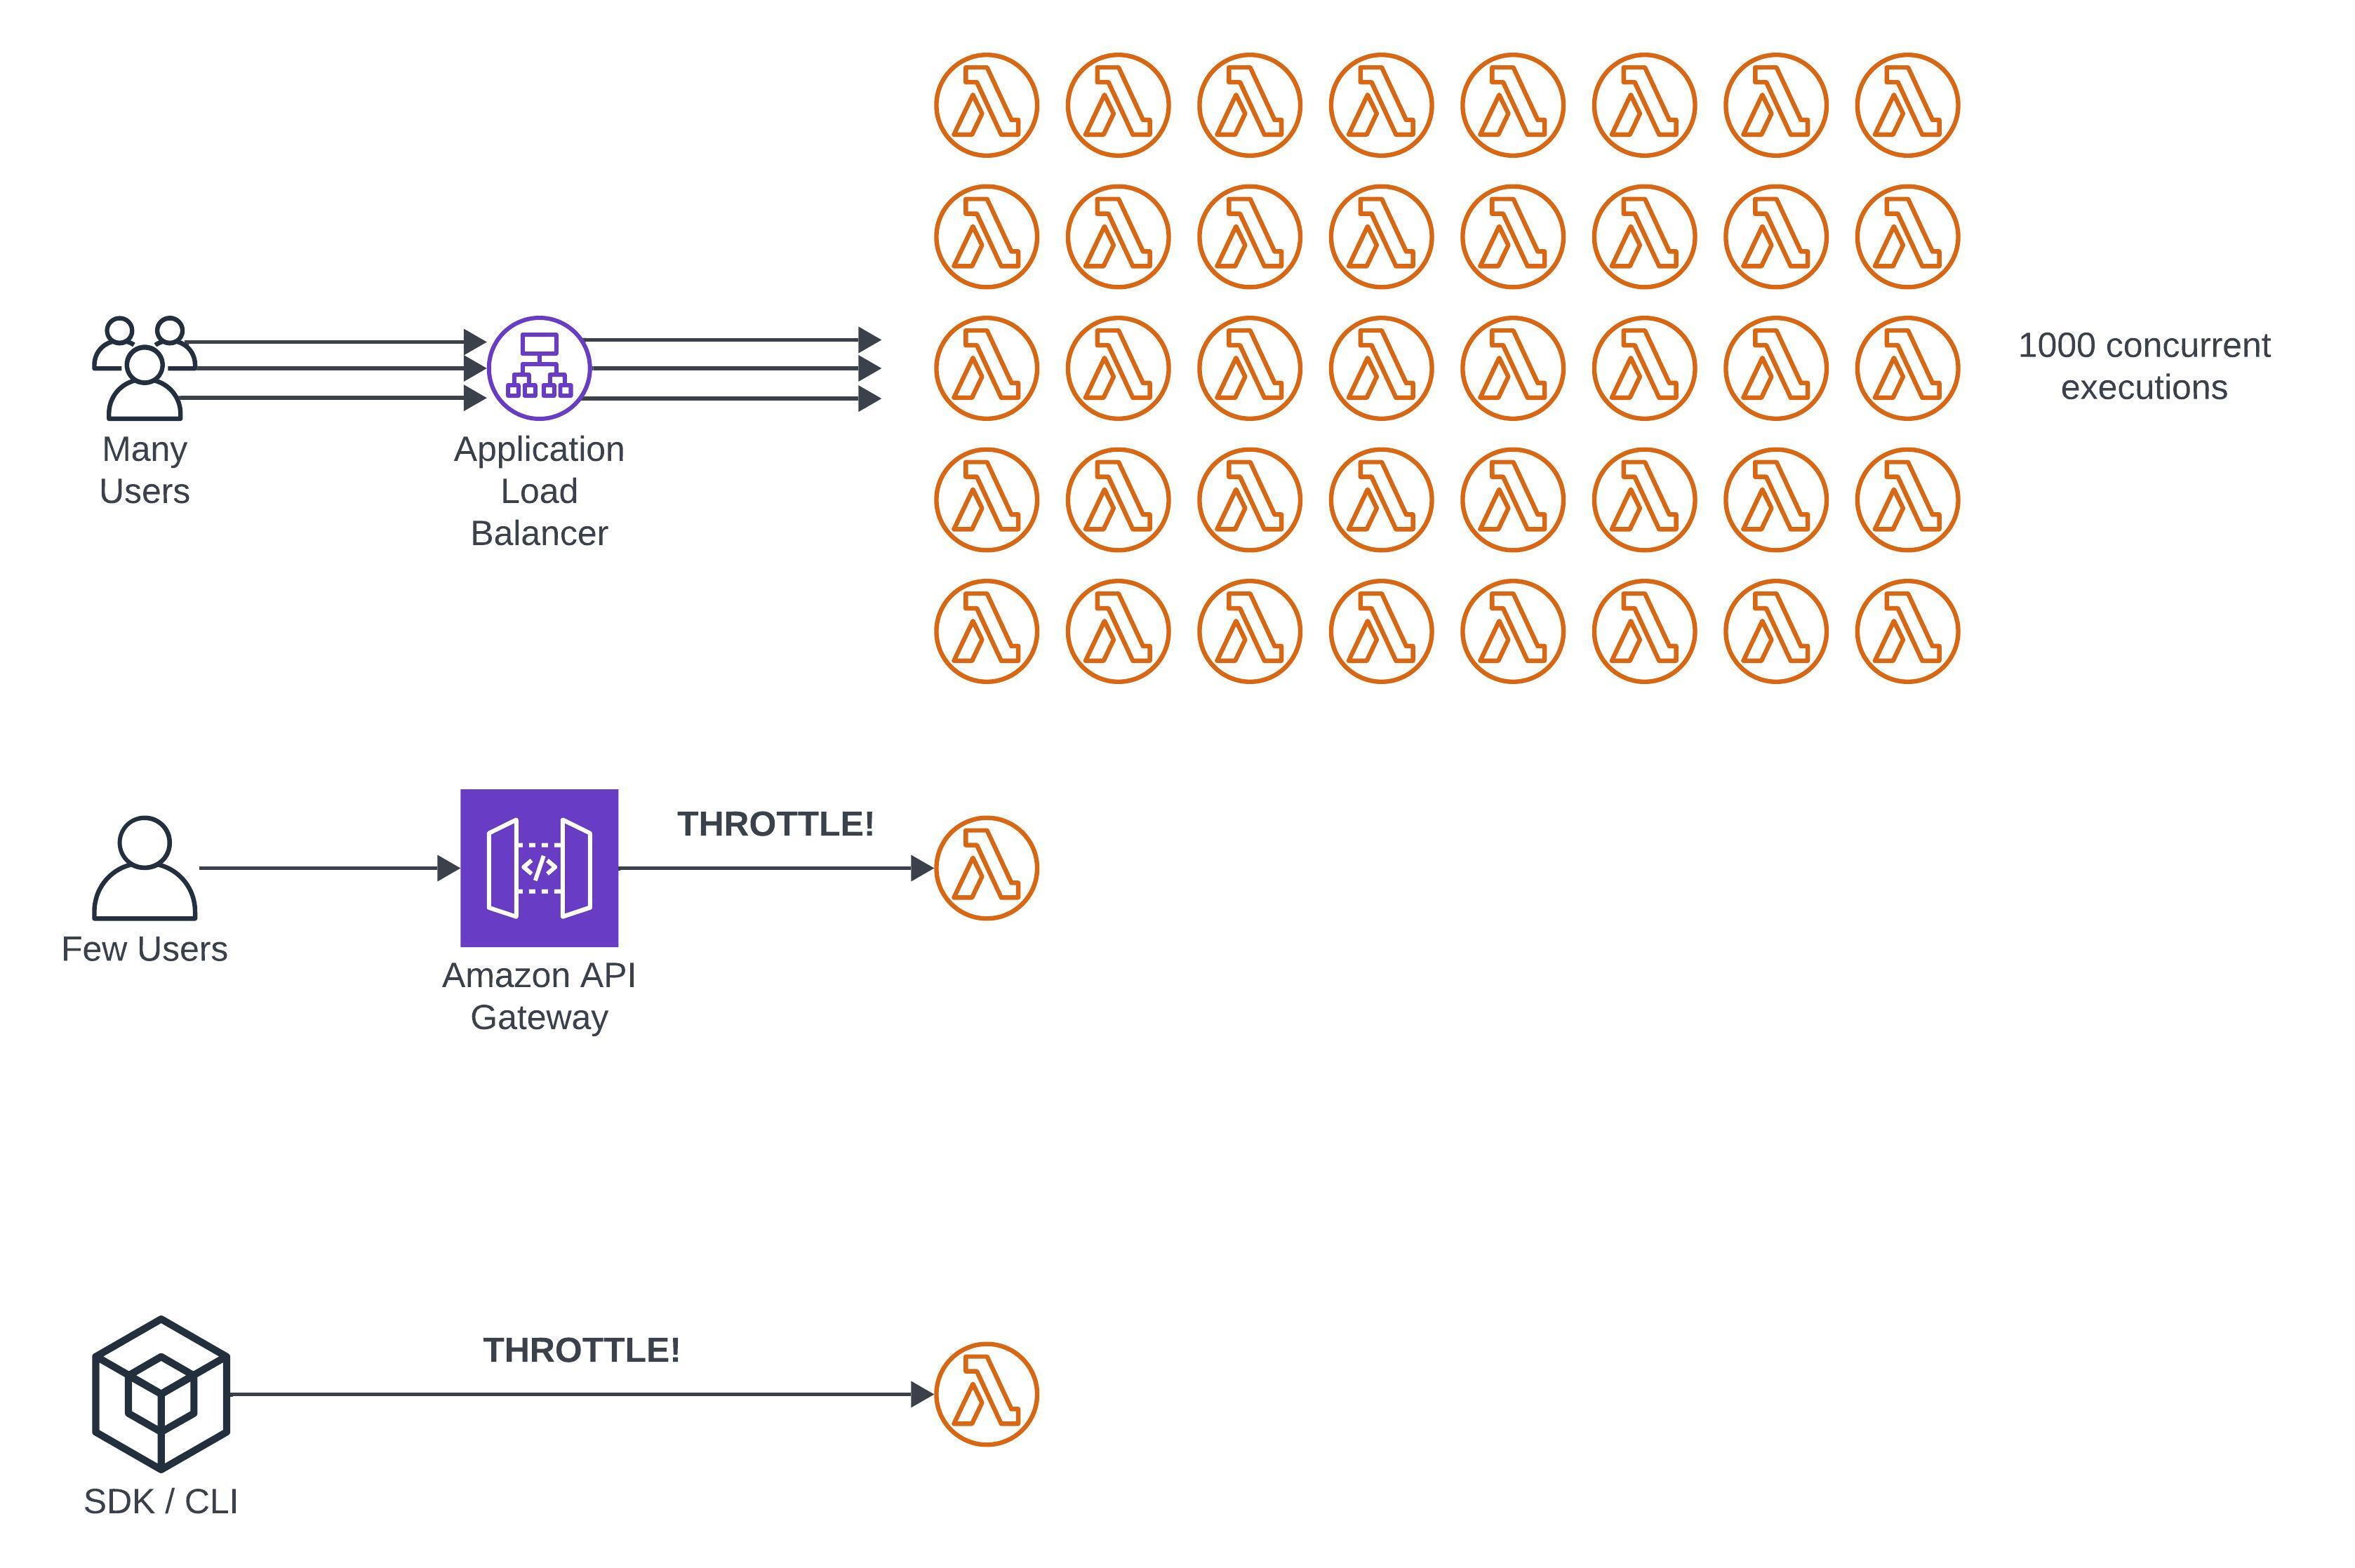 1000 concurrent
executions
Many
Users
Application
Load
Balancer
THROTTLE!
Few Users
Amazon API
Gateway
THROTTLE!
SDK / CLI